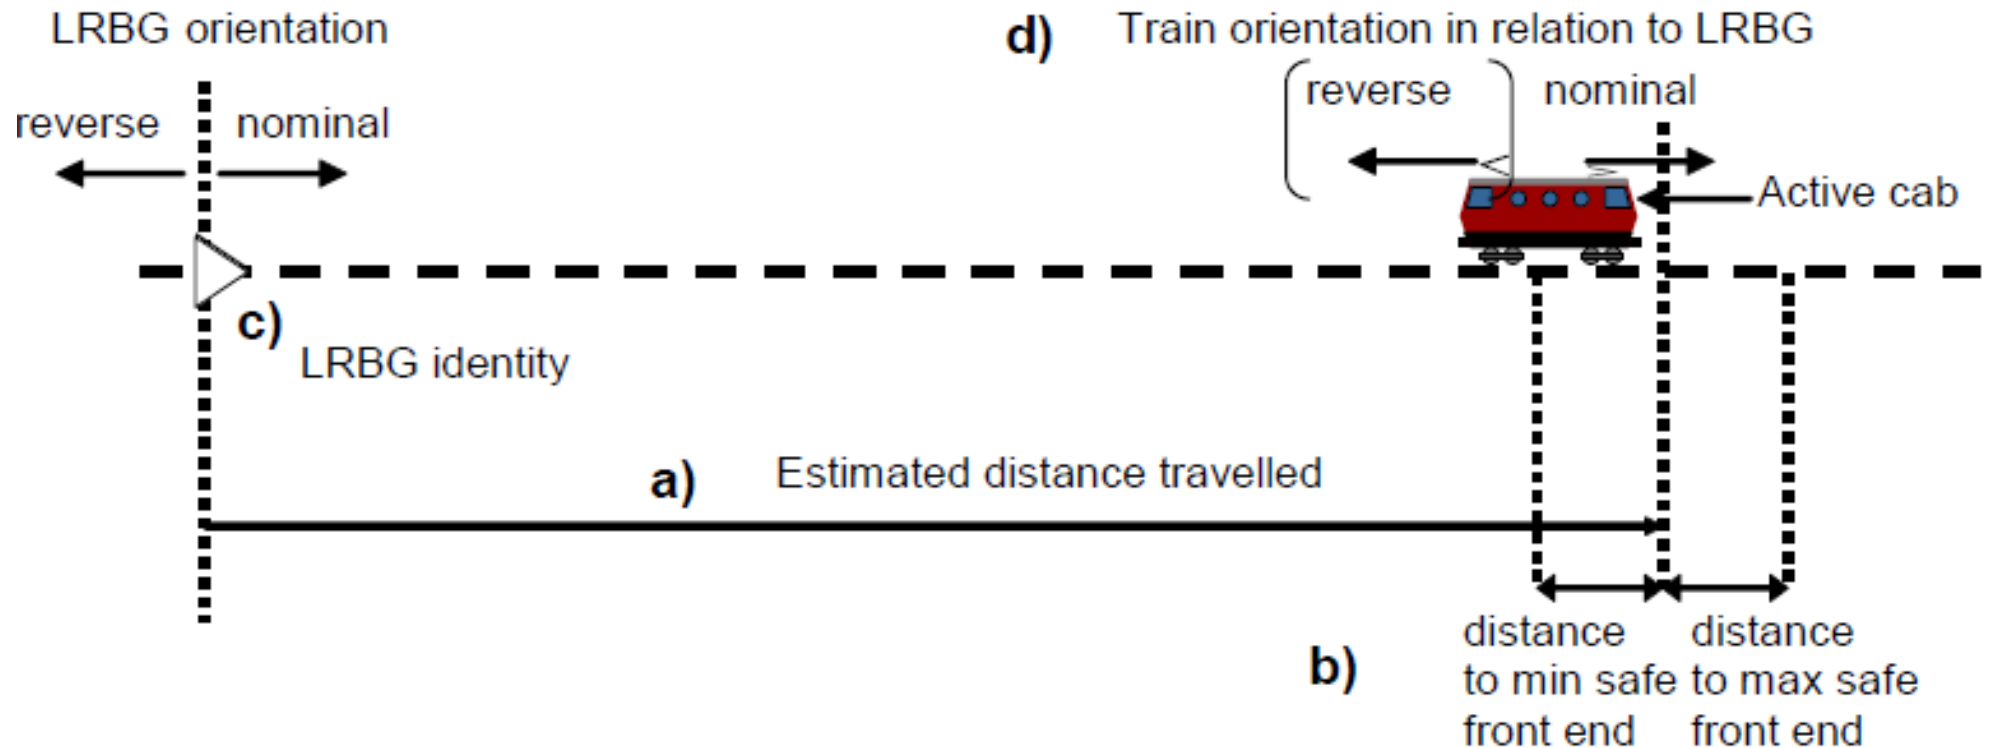 LRBG orientation
d) Train orientation in relation to LRBG
reverse nominal
reverse nominal
Active cab
c)
LRBG identity
a) Estimated distance travelled
b)
distance
to min safe
front end
distance
to max safe
front end